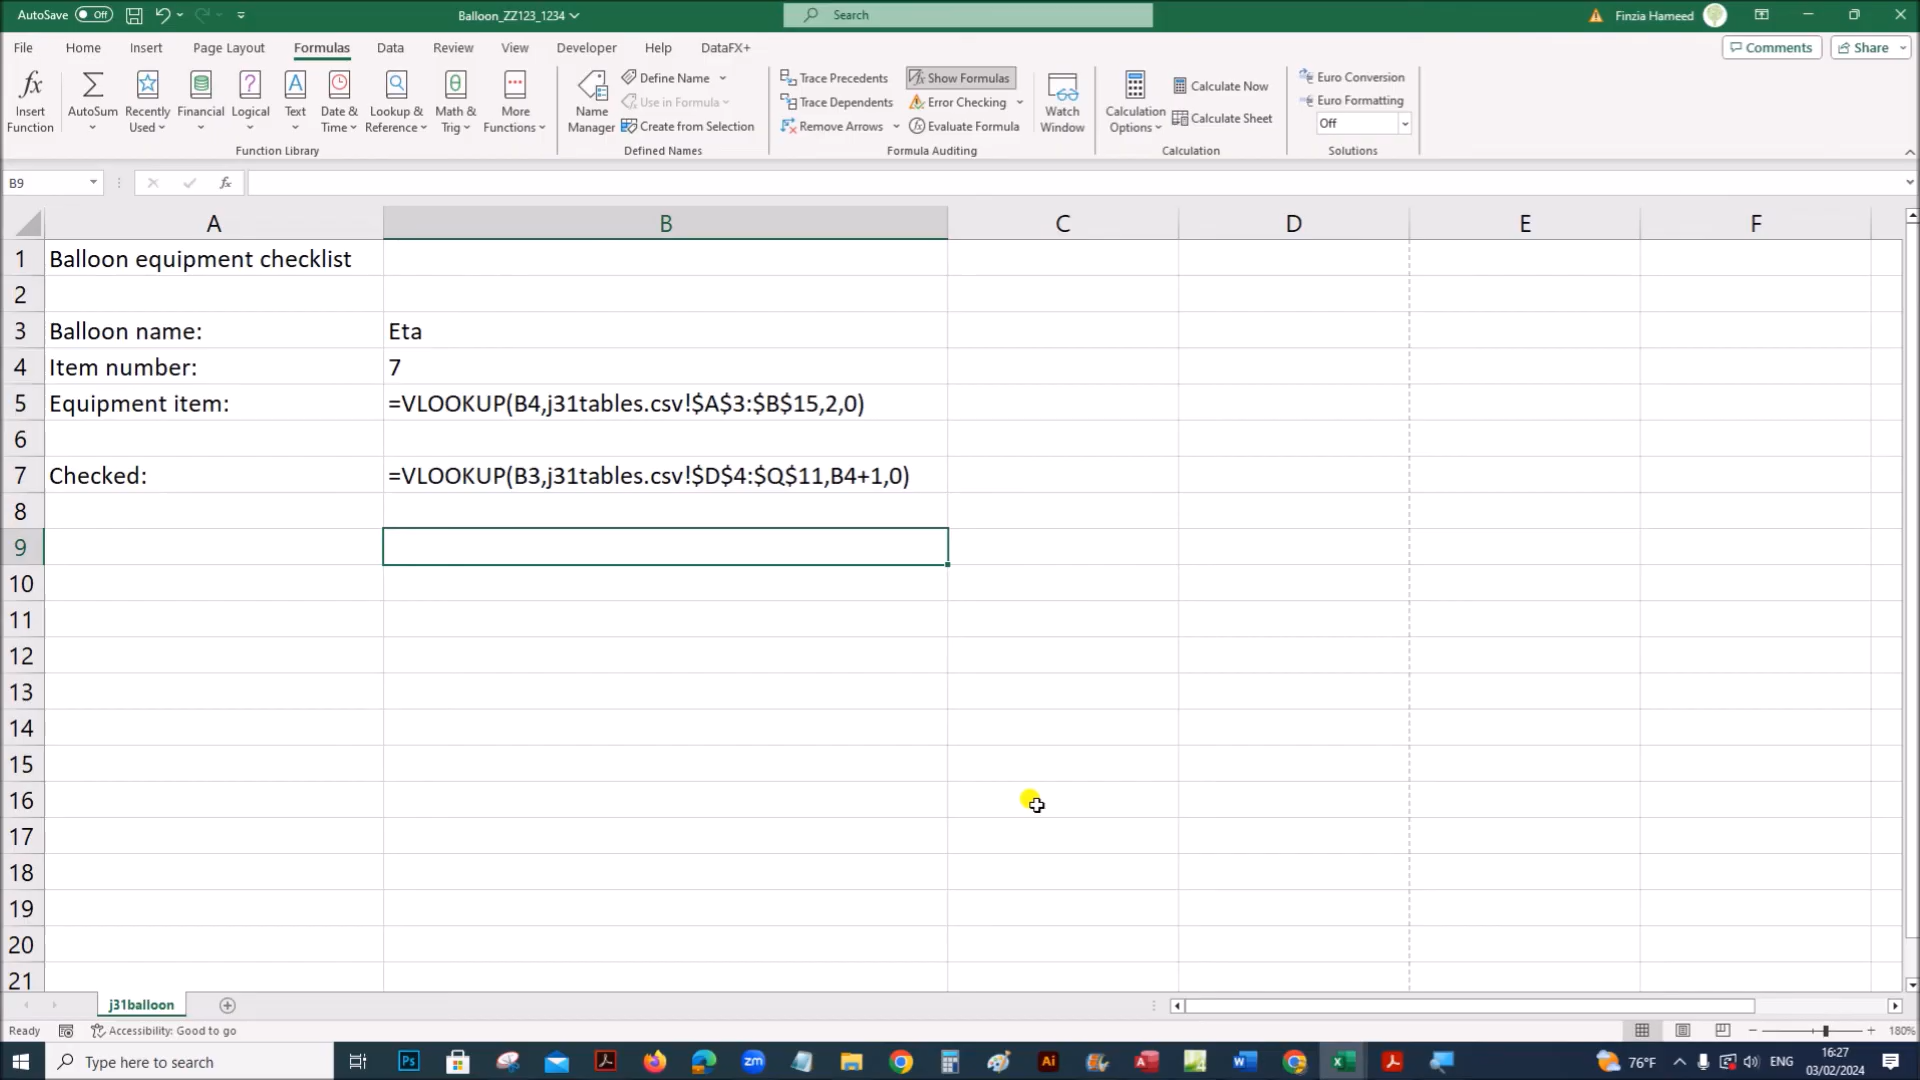 AutoSave Off Balloon_ZZ123_1234 Search Finzia Hameed
File Home Insert Page Layout Formulas Data Review View Developer Help DataFX+ Comments Share
Insert Function AutoSum Recently Used Financial Logical Text Date & Time Lookup & Reference Math & Trig More Functions
Function Library
Name Manager Define Name Use in Formula Create from Selection
Defined Names
Trace Precedents Show Formulas
Trace Dependents Error Checking
Remove Arrows Evaluate Formula
Watch Window
Formula Auditing
Calculation Options Calculate Now Calculate Sheet
Calculation
Euro Conversion
Euro Formatting
Off
Solutions
B9 fx
A B C D E F
1 Balloon equipment checklist
2
3 Balloon name: Eta
4 Item number: 7
5 Equipment item: =VLOOKUP(B4,j31tables.csv!$A$3:$B$15,2,0)
6
7 Checked: =VLOOKUP(B3,j31tables.csv!$D$4:$Q$11,B4+1,0)
8
9
10
11
12
13
14
15
16
17
18
19
20
21
j31balloon
Ready Accessibility: Good to go 180%
Type here to search Ps zm Ai 76°F ENG 16:27
03/02/2024